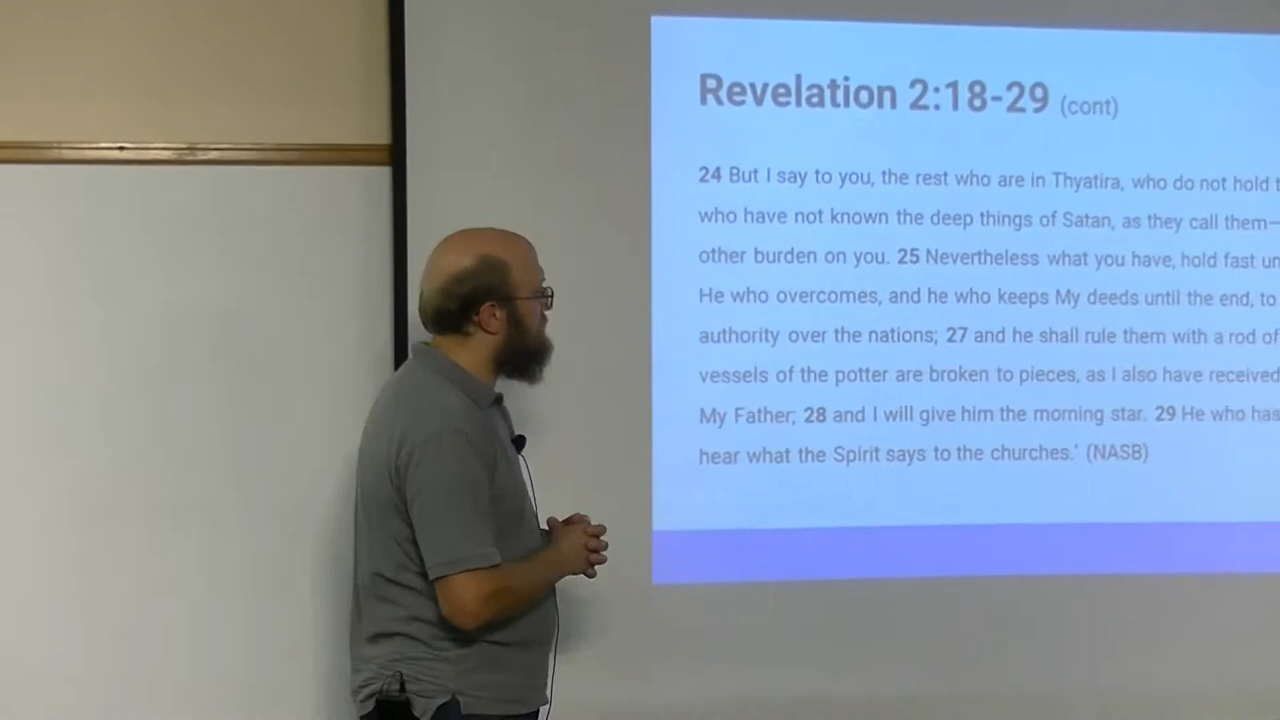 Revelation 2:18-29 (cont)
24 But I say to you, the rest who are in Thyatira, who do not hold
who have not known the deep things of Satan, as they call them—
other burden on you. 25 Nevertheless what you have, hold fast
He who overcomes, and he who keeps My deeds until the end, to
authority over the nations; 27 and he shall rule them with a rod of
vessels of the potter are broken to pieces, as I also have received
My Father; 28 and I will give him the morning star. 29 He who has
hear what the Spirit says to the churches.' (NASB)